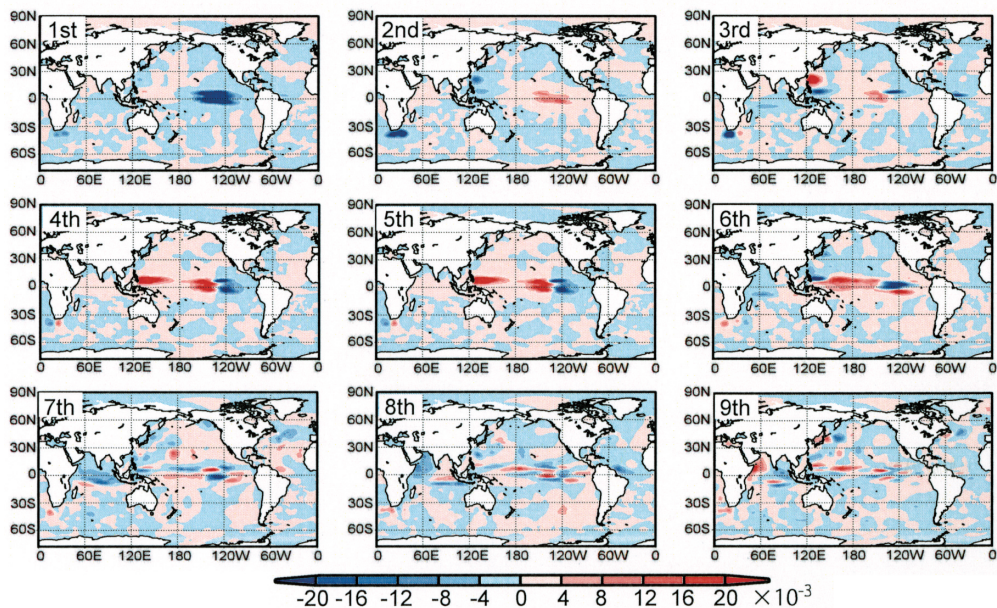 90N 1st 2nd 3rd
60N 60N 60N
30N 30N 30N
0 0 0
30S 30S 30S
60S 60S 60S
0 60E 120E 180 120W 60W 0 0 60E 120E 180 120W 60W 0 0 60E 120E 180 120W 60W 0
90N 4th 90N 5th 90N 6th
60N 60N 60N
30N 30N 30N
0 0 0
30S 30S 30S
60S 60S 60S
0 60E 120E 180 120W 60W 0 0 60E 120E 180 120W 60W 0 0 60E 120E 180 120W 60W 0
90N 7th 90N 8th 90N 9th
60N 60N 60N
30N 30N 30N
0 0 0
30S 30S 30S
60S 60S 60S
0 60E 120E 180 120W 60W 0 0 60E 120E 180 120W 60W 0 0 60E 120E 180 120W 60W 0
-20 -16 -12 -8 -4 0 4 8 12 16 20 ×10⁻³